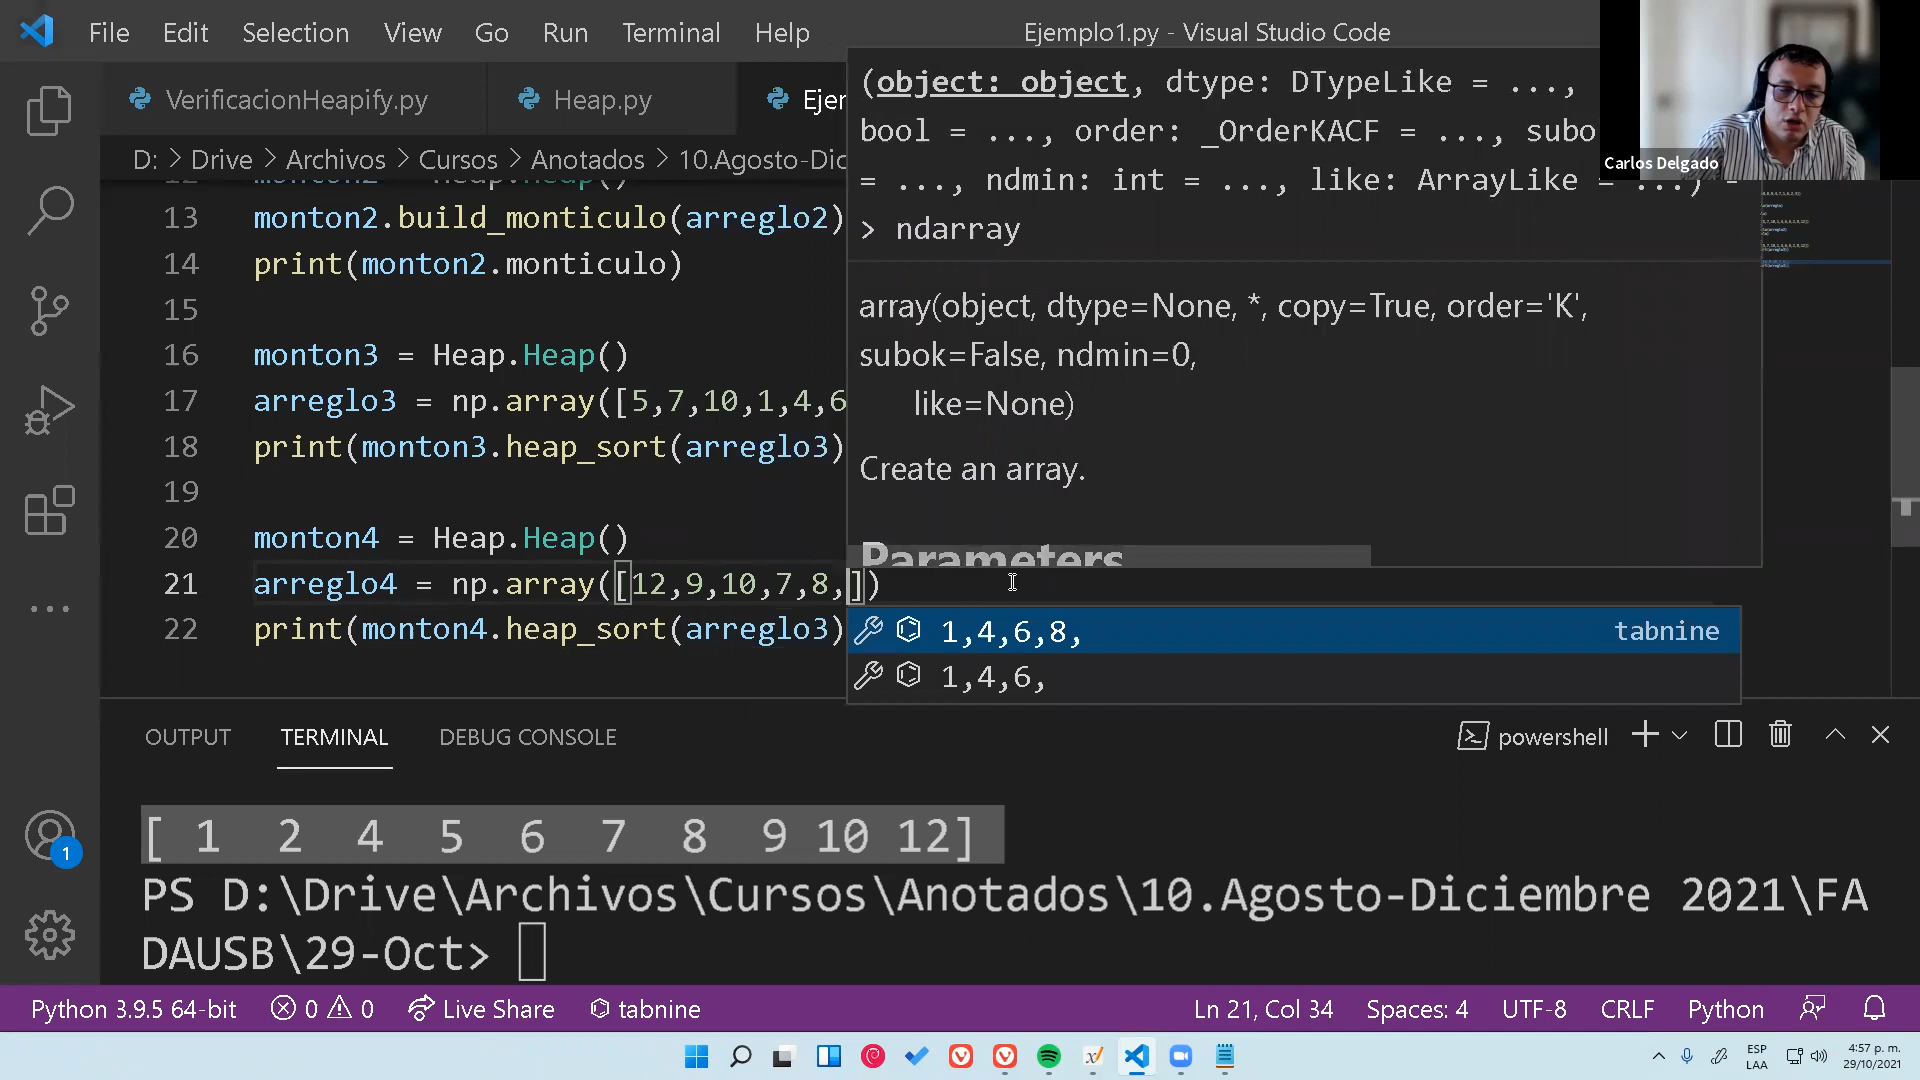 File Edit Selection View Go Run Terminal Help Ejemplo1.py - Visual Studio Code
VerificacionHeapify.py Heap.py Ejer
D: > Drive > Archivos > Cursos > Anotados > 10.Agosto-Dic
(object: object, dtype: DTypeLike = ...,
bool = ..., order: _OrderKACF = ..., subo
= ..., ndmin: int = ..., like: ArrayLike = ...) -
> ndarray
array(object, dtype=None, *, copy=True, order='K',
subok=False, ndmin=0,
like=None)
Create an array.
Parameters
Carlos Delgado
13 monton2.build_monticulo(arreglo2)
14 print(monton2.monticulo)
15
16 monton3 = Heap.Heap()
17 arreglo3 = np.array([5,7,10,1,4,6
18 print(monton3.heap_sort(arreglo3)
19
20 monton4 = Heap.Heap()
21 arreglo4 = np.array([12,9,10,7,8,])
22 print(monton4.heap_sort(arreglo3)
1,4,6,8, tabnine
1,4,6,
OUTPUT TERMINAL DEBUG CONSOLE powershell
[ 1 2 4 5 6 7 8 9 10 12]
PS D:\Drive\Archivos\Cursos\Anotados\10.Agosto-Diciembre 2021\FA
DAUSB\29-Oct>
1
Python 3.9.5 64-bit 0 0 Live Share tabnine Ln 21, Col 34 Spaces: 4 UTF-8 CRLF Python
ESP
LAA
4:57 p. m.
29/10/2021